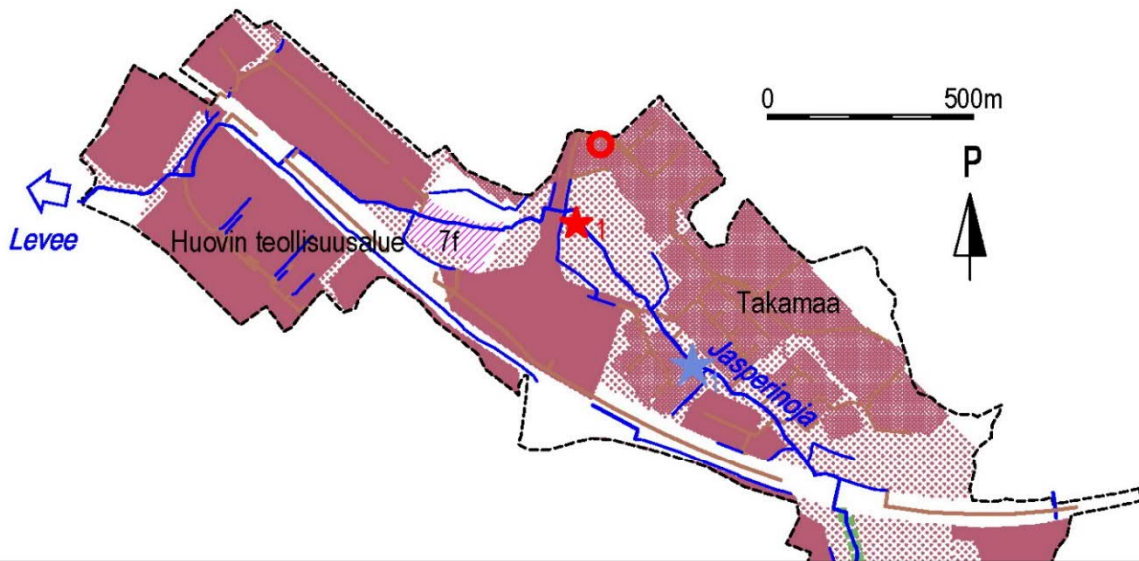 0 500m
P
1
Levee
Huovin teollisuusalue
7f
Takamaa
Jasperinoja